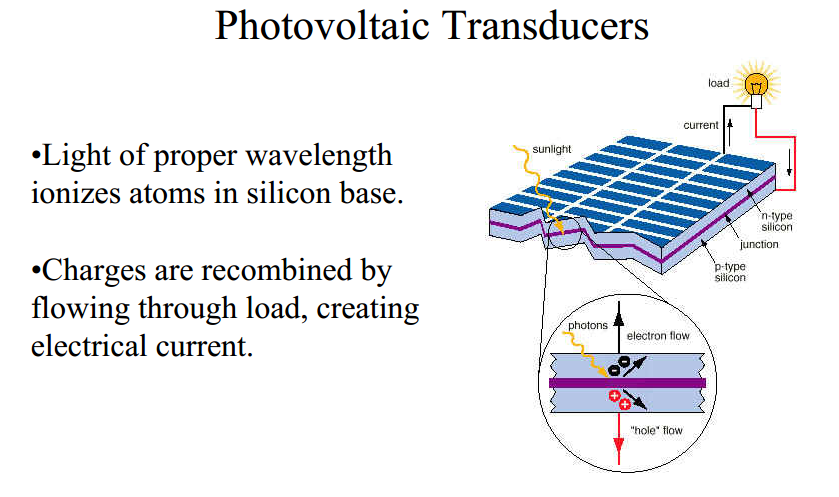 Photovoltaic Transducers
•Light of proper wavelength
ionizes atoms in silicon base.
•Charges are recombined by
flowing through load, creating
electrical current.
load
current
sunlight
n-type
silicon
junction
p-type
silicon
photons
electron flow
"hole" flow